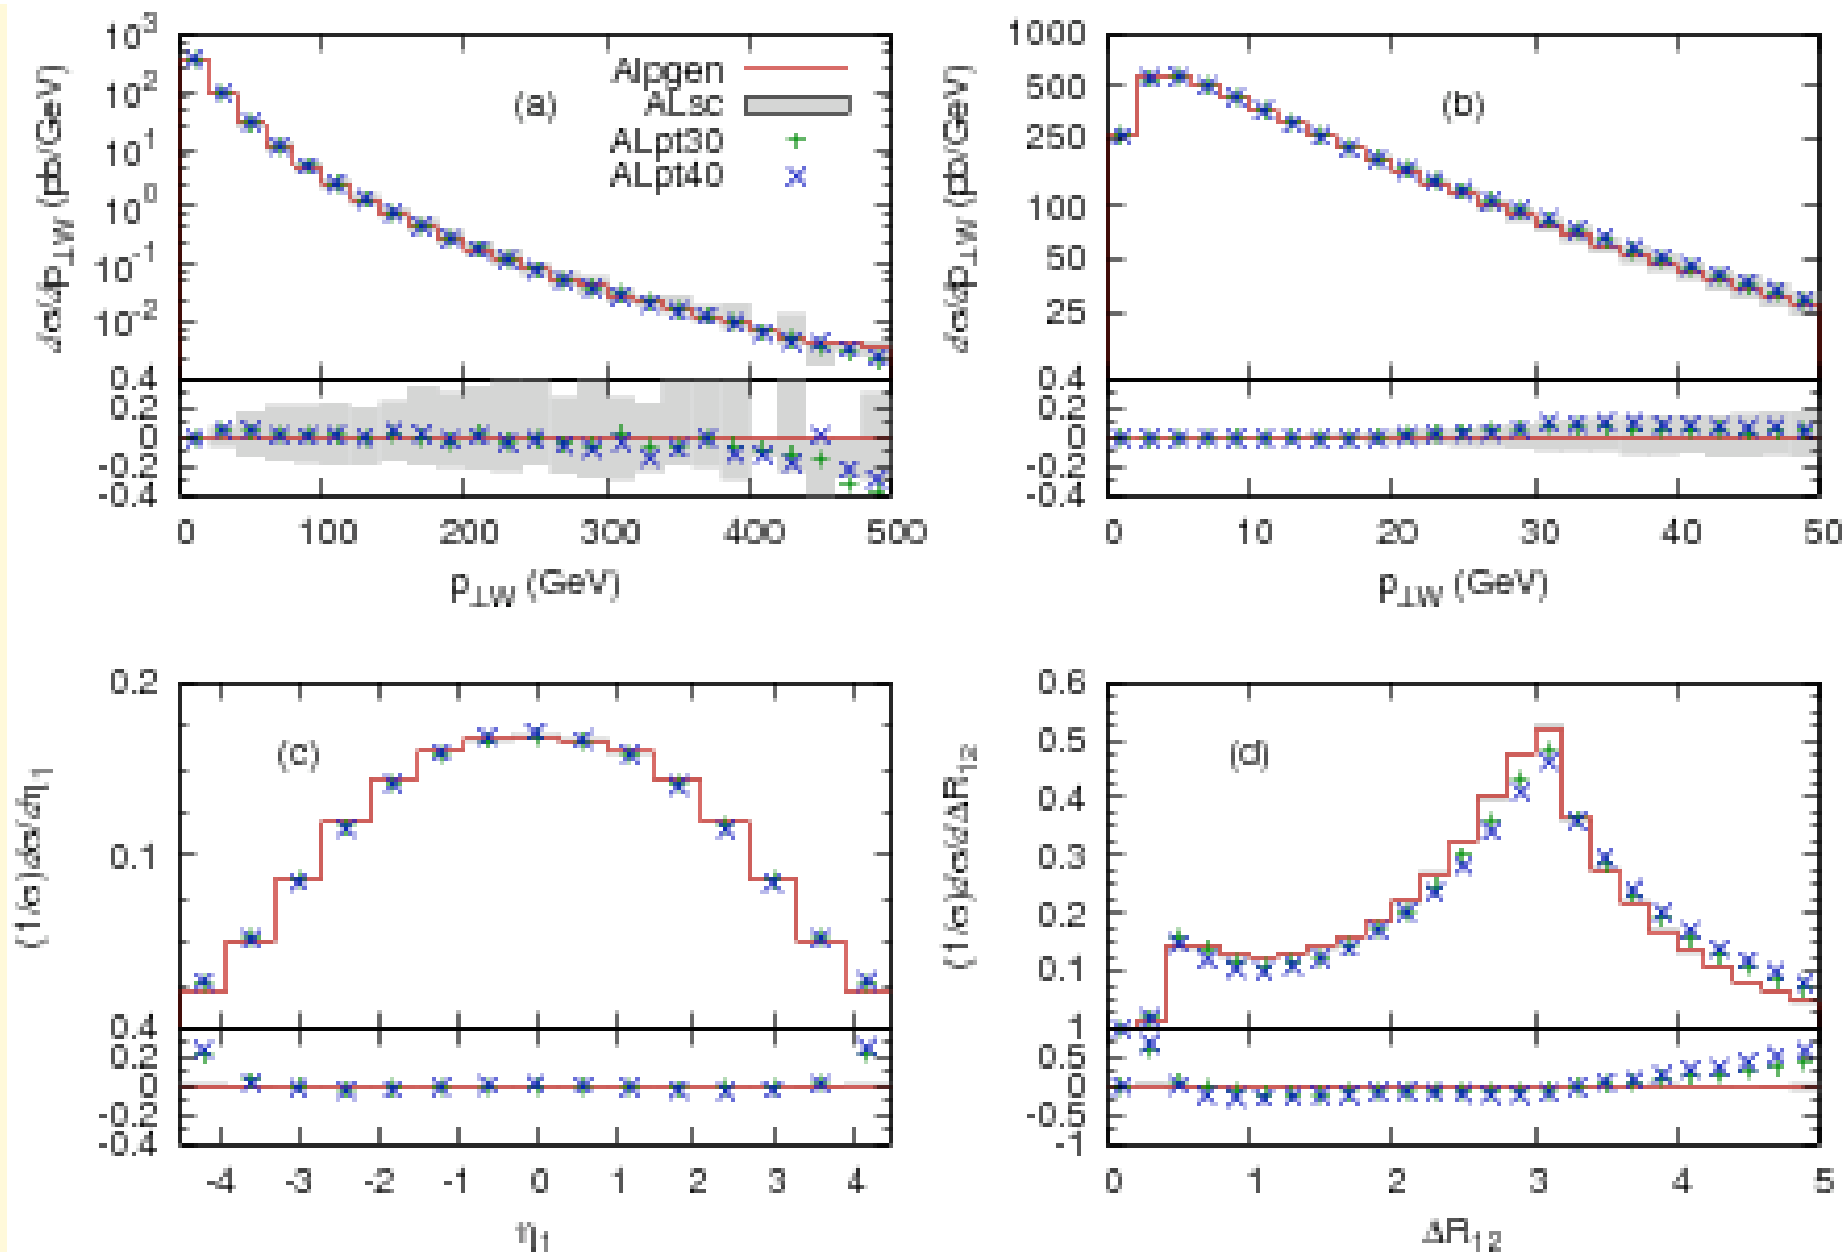 10³
10²
10¹
10⁰
10⁻¹
10⁻²
dσ/dp⊥W (pb/GeV)
(a)
Alpgen
ALsc
ALpt30
ALpt40
0.4
0.2
0
-0.2
-0.4
0 100 200 300 400 500
p⊥W (GeV)
1000
500
250
100
50
25
dσ/dp⊥W (pb/GeV)
(b)
0.4
0.2
0
-0.2
-0.4
0 10 20 30 40 50
p⊥W (GeV)
0.2
0.1
(1/σ)dσ/dη₁
(c)
0.4
0.2
0
-0.2
-0.4
-4 -3 -2 -1 0 1 2 3 4
η₁
0.6
0.5
0.4
0.3
0.2
0.1
(1/σ)dσ/dΔR₁₂
(d)
1
0.5
0
-0.5
-1
0 1 2 3 4 5
ΔR₁₂